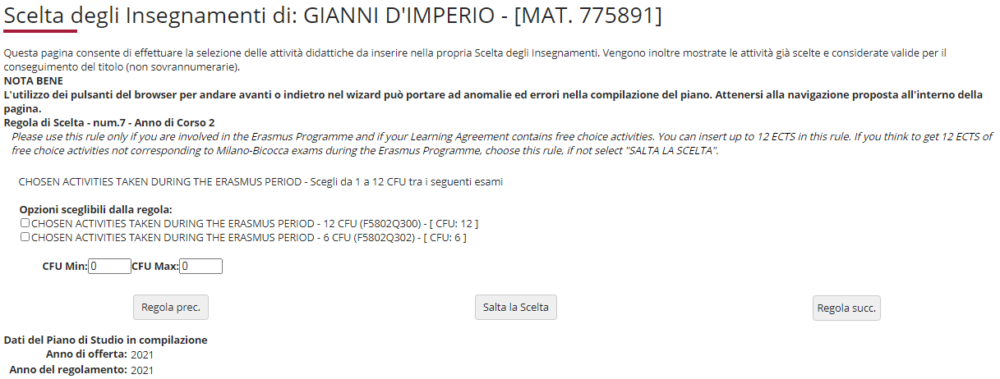 Scelta degli Insegnamenti di: GIANNI D'IMPERIO - [MAT. 775891]
Questa pagina consente di effettuare la selezione delle attività didattiche da inserire nella propria Scelta degli Insegnamenti. Vengono inoltre mostrate le attività già scelte e considerate valide per il
conseguimento del titolo (non sovrannumerarie).
NOTA BENE
L'utilizzo dei pulsanti del browser per andare avanti o indietro nel wizard può portare ad anomalie ed errori nella compilazione del piano. Attenersi alla navigazione proposta all'interno della
pagina.
Regola di Scelta - num.7 - Anno di Corso 2
Please use this rule only if you are involved in the Erasmus Programme and if your Learning Agreement contains free choice activities. You can insert up to 12 ECTS in this rule. If you think to get 12 ECTS of
free choice activities not corresponding to Milano-Bicocca exams during the Erasmus Programme, choose this rule, if not select "SALTA LA SCELTA".
CHOSEN ACTIVITIES TAKEN DURING THE ERASMUS PERIOD - Scegli da 1 a 12 CFU tra i seguenti esami
Opzioni sceglibili dalla regola:
CHOSEN ACTIVITIES TAKEN DURING THE ERASMUS PERIOD - 12 CFU (F5802Q300) - [ CFU: 12 ]
CHOSEN ACTIVITIES TAKEN DURING THE ERASMUS PERIOD - 6 CFU (F5802Q302) - [ CFU: 6 ]
CFU Min: 0 CFU Max: 0
Regola prec. Salta la Scelta Regola succ.
Dati del Piano di Studio in compilazione
Anno di offerta: 2021
Anno del regolamento: 2021